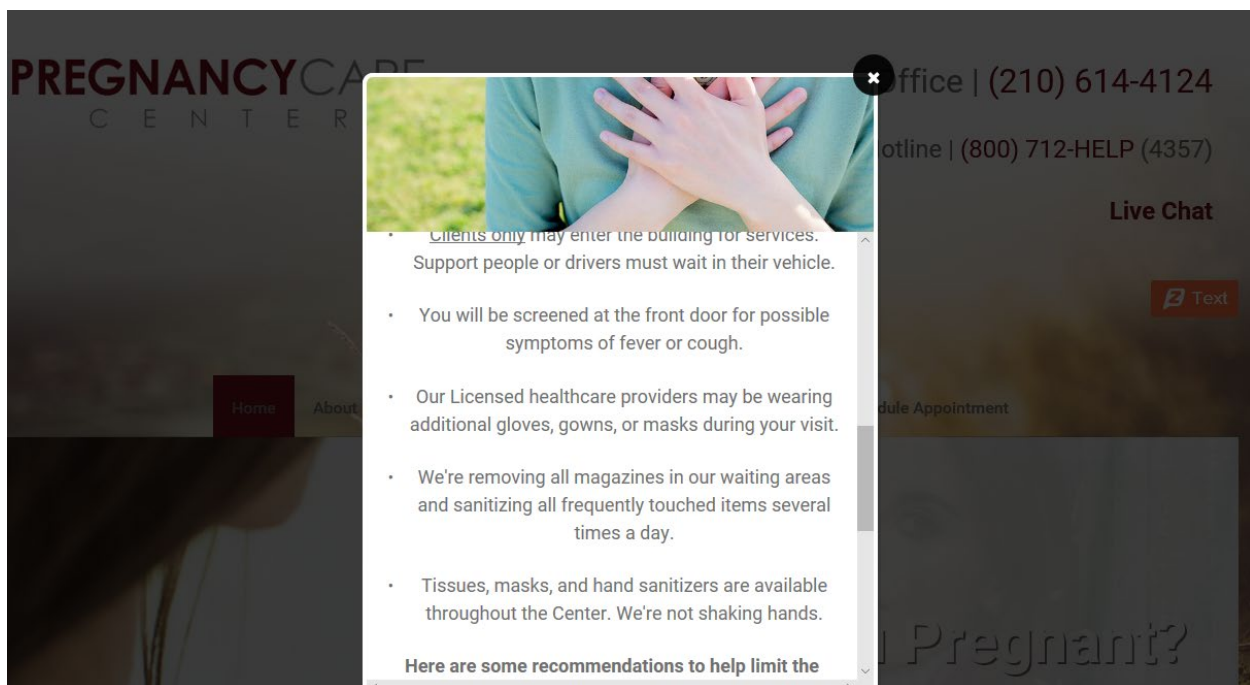 PREGNANCYCARE
CENTER
Office | (210) 614-4124
otline | (800) 712-HELP (4357)
Live Chat
Text
Home
About
dule Appointment
Clients only may enter the building for services.
Support people or drivers must wait in their vehicle.
You will be screened at the front door for possible
symptoms of fever or cough.
Our Licensed healthcare providers may be wearing
additional gloves, gowns, or masks during your visit.
We're removing all magazines in our waiting areas
and sanitizing all frequently touched items several
times a day.
Tissues, masks, and hand sanitizers are available
throughout the Center. We're not shaking hands.
Here are some recommendations to help limit the
Pregnant?